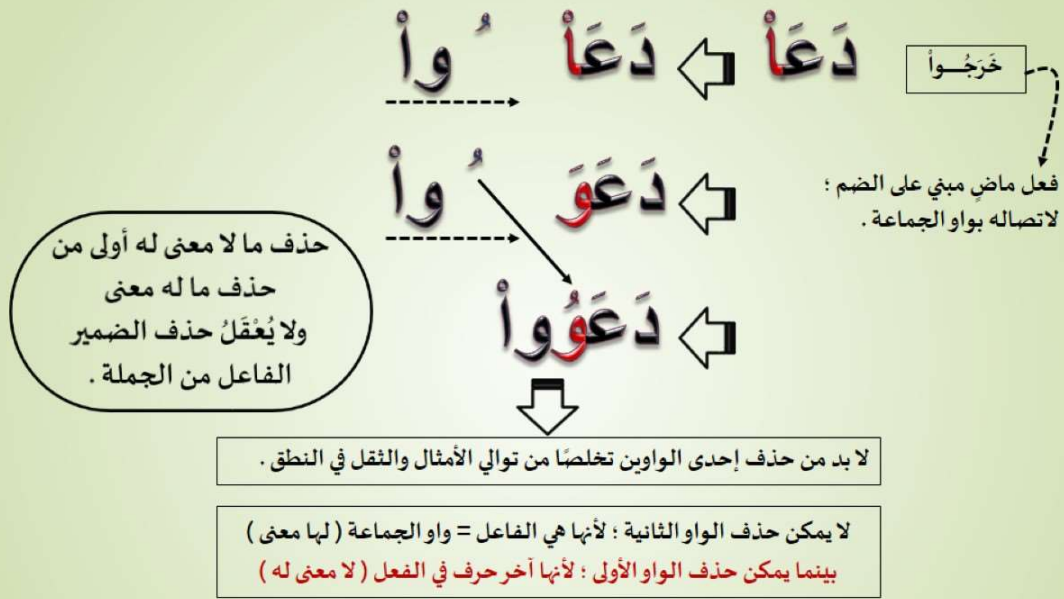 خَرَجُــواْ
فعل ماضٍ مبني على الضم ؛
لاتصاله بواو الجماعة .
دَعَاْ دَعَاْ ُ واْ
دَعَوَ ُ واْ
دَعَوُواْ
حذف ما لا معنى له أولى من
حذف ما له معنى
ولا يُعْقَلُ حذف الضمير
الفاعل من الجملة .
لا بد من حذف إحدى الواوين تخلصًا من توالي الأمثال والثقل في النطق .
لا يمكن حذف الواو الثانية ؛ لأنها هي الفاعل = واو الجماعة ( لها معنى )
بينما يمكن حذف الواو الأولى ؛ لأنها آخر حرف في الفعل ( لا معنى له )